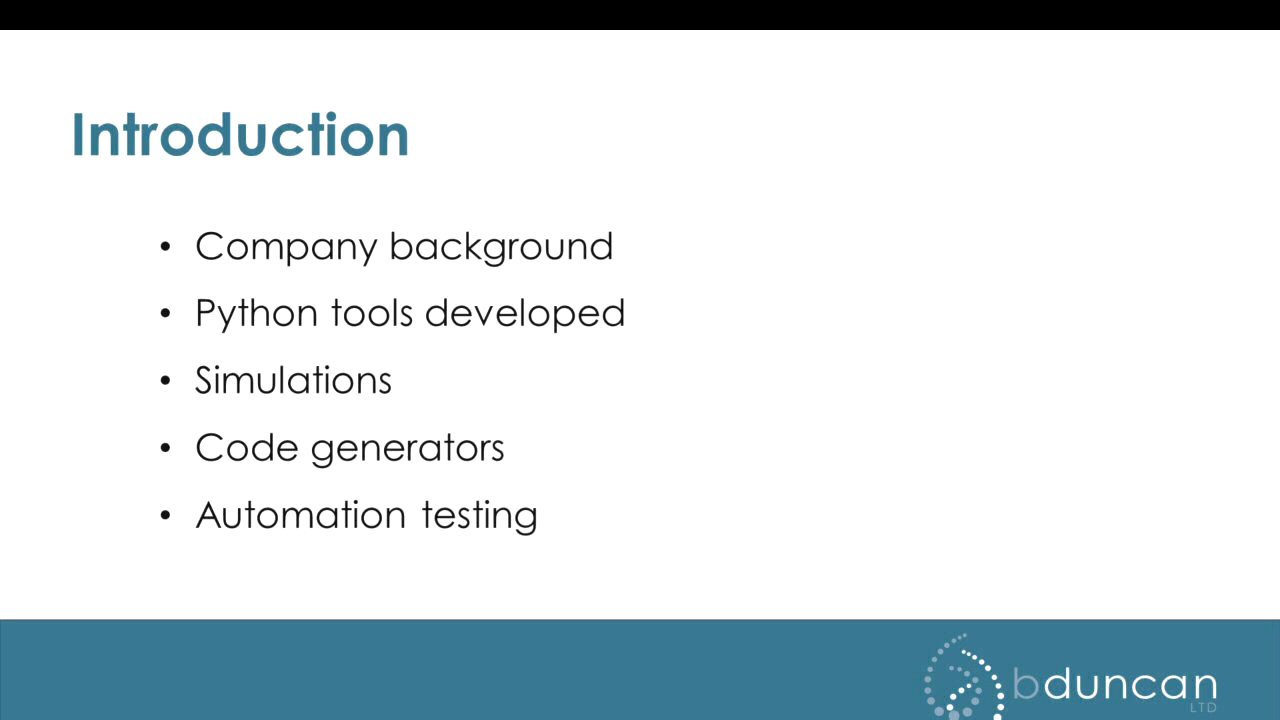 Introduction
• Company background
• Python tools developed
• Simulations
• Code generators
• Automation testing
bduncan
LTD